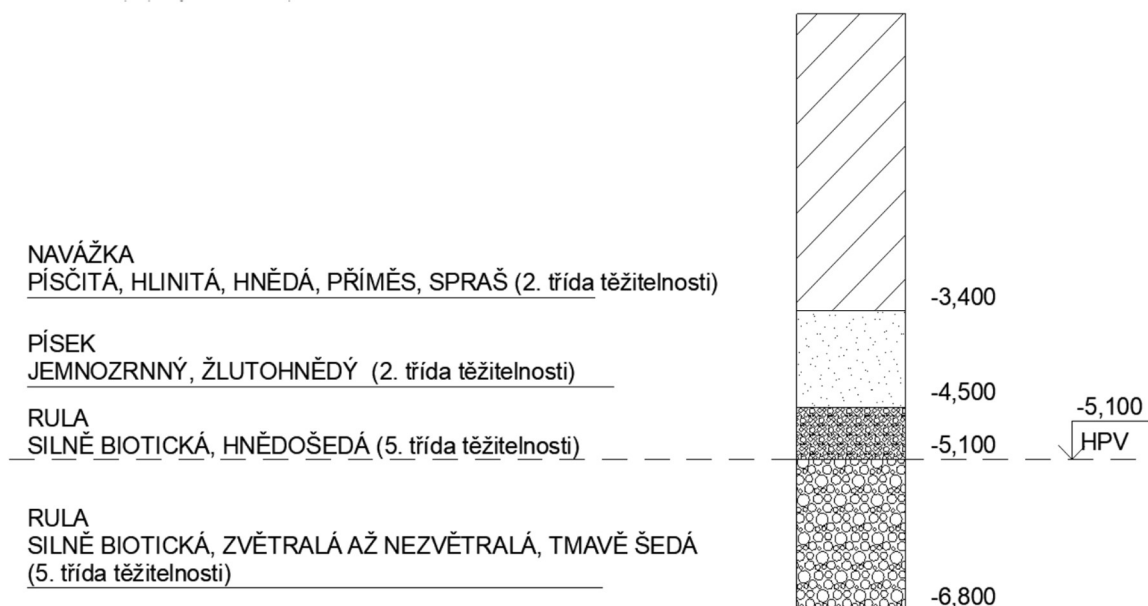 NAVÁŽKA
PÍSČITÁ, HLINITÁ, HNĚDÁ, PŘÍMĚS, SPRAŠ (2. třída těžitelnosti)
-3,400
PÍSEK
JEMNOZRNNÝ, ŽLUTOHNĚDÝ (2. třída těžitelnosti)
-4,500
RULA
SILNĚ BIOTICKÁ, HNĚDOŠEDÁ (5. třída těžitelnosti)
-5,100
-5,100
HPV
RULA
SILNĚ BIOTICKÁ, ZVĚTRALÁ AŽ NEZVĚTRALÁ, TMAVĚ ŠEDÁ
(5. třída těžitelnosti)
-6,800